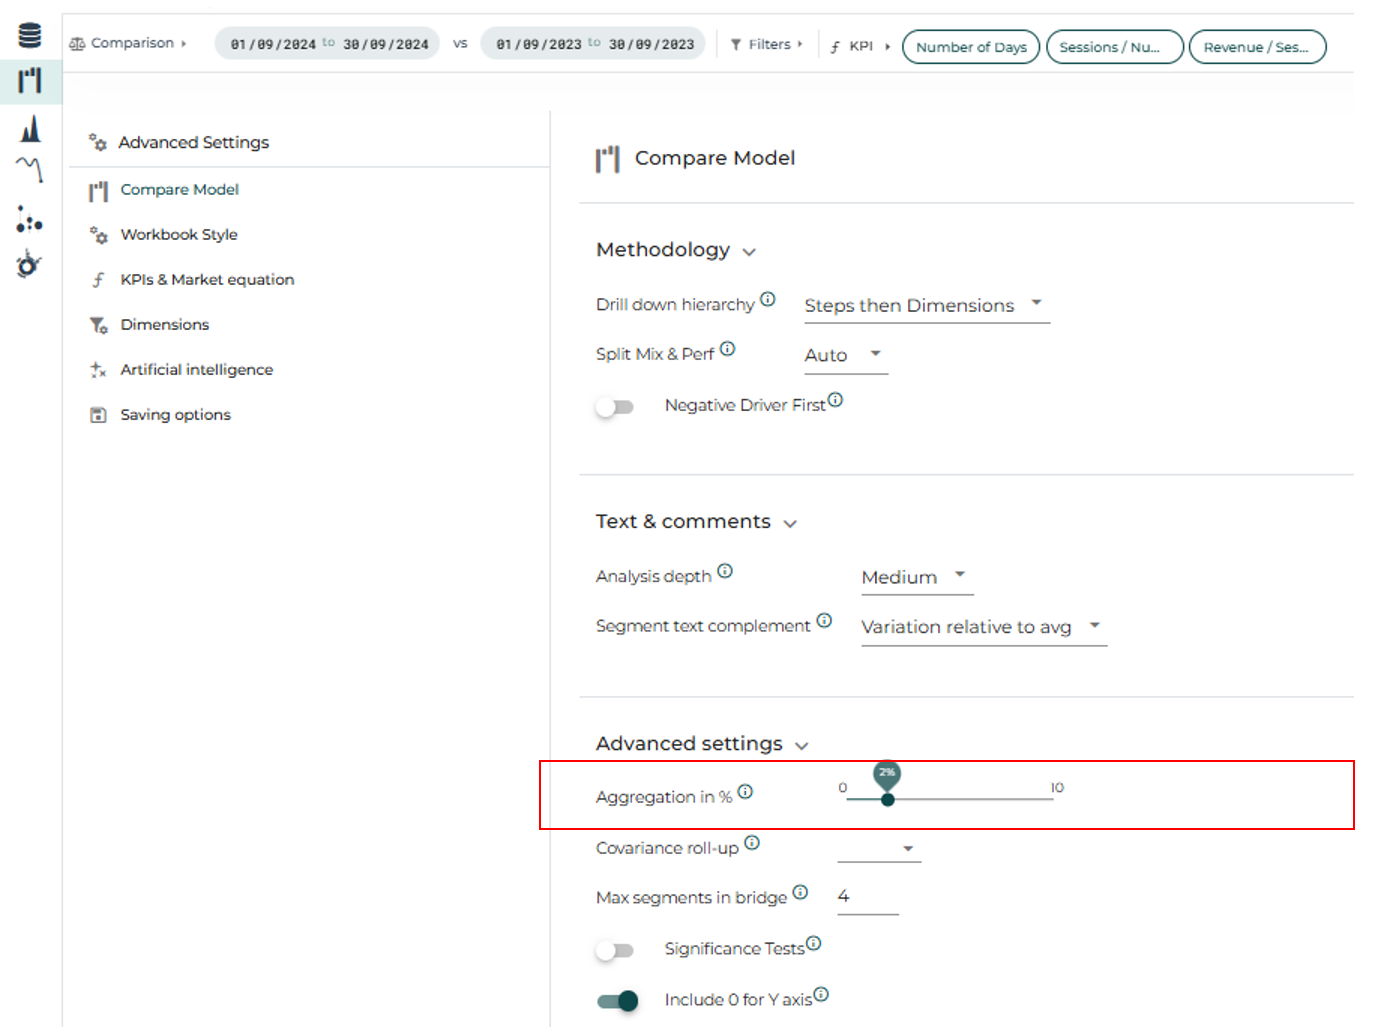 Comparison 01/09/2024 to 30/09/2024 vs 01/09/2023 to 30/09/2023 Filters KPI Number of Days Sessions / Nu... Revenue / Ses...
Advanced Settings
Compare Model
Workbook Style
KPIs & Market equation
Dimensions
Artificial intelligence
Saving options
Compare Model
Methodology
Drill down hierarchy Steps then Dimensions
Split Mix & Perf Auto
Negative Driver First
Text & comments
Analysis depth Medium
Segment text complement Variation relative to avg
Advanced settings
Aggregation in % 0 2% 10
Covariance roll-up
Max segments in bridge 4
Significance Tests
Include 0 for Y axis